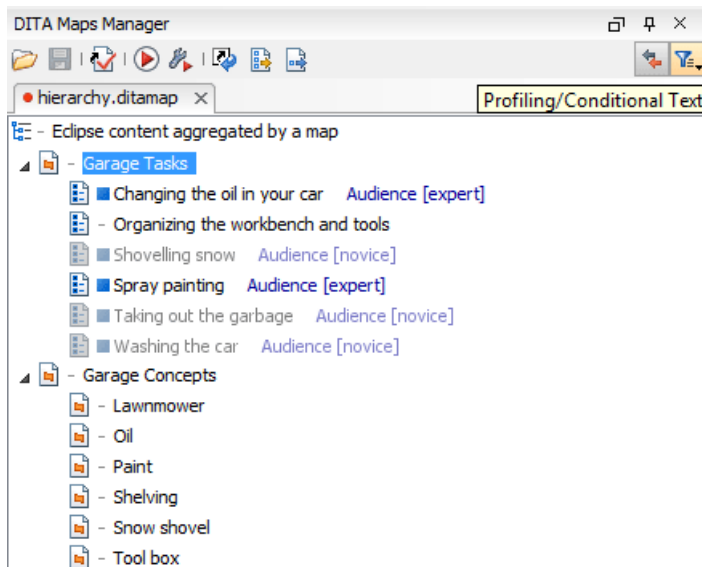 DITA Maps Manager
hierarchy.ditamap
Profiling/Conditional Text
- Eclipse content aggregated by a map
- Garage Tasks
Changing the oil in your car Audience [expert]
- Organizing the workbench and tools
Shovelling snow Audience [novice]
Spray painting Audience [expert]
Taking out the garbage Audience [novice]
Washing the car Audience [novice]
- Garage Concepts
- Lawnmower
- Oil
- Paint
- Shelving
- Snow shovel
- Tool box